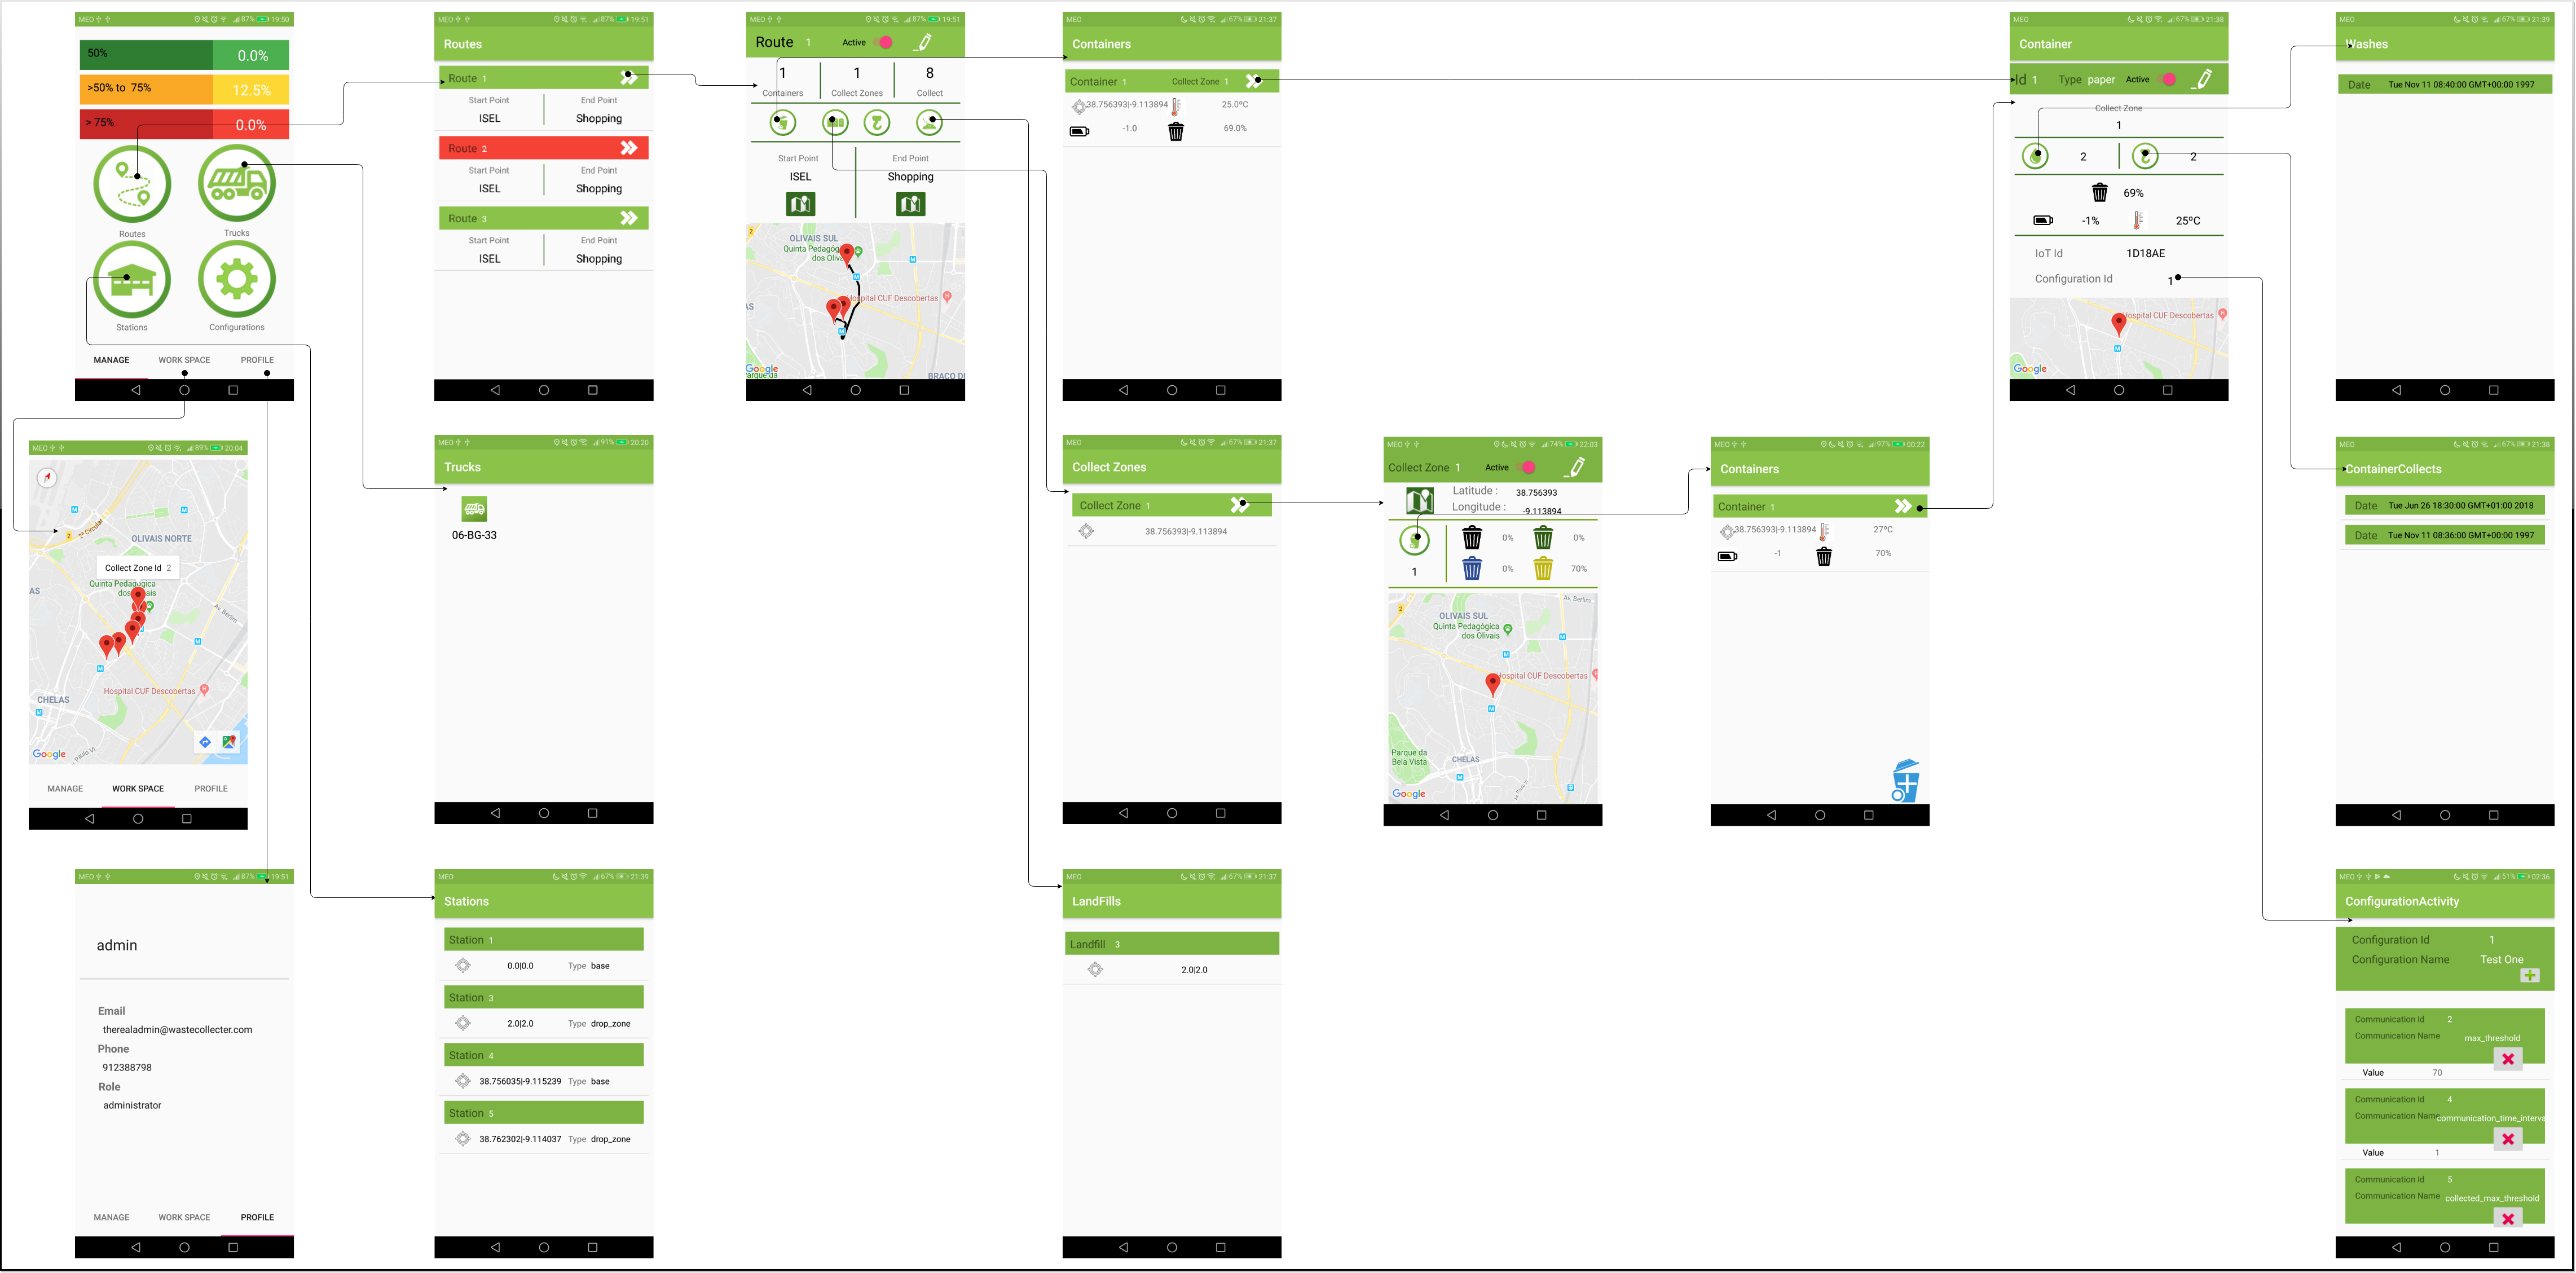 MEO 87% 19:50
50% 0.0%
>50% to 75% 12.5%
> 75% 0.0%
Routes Trucks
Stations Configurations
MANAGE WORK SPACE PROFILE
MEO 87% 19:51
Routes
Route 1
Start Point End Point
ISEL Shopping
Route 2
Start Point End Point
ISEL Shopping
Route 3
Start Point End Point
ISEL Shopping
MEO 87% 19:51
Route 1 Active
1 1 8
Containers Collect Zones Collect
Start Point End Point
ISEL Shopping
2
OLIVAIS SUL
Quinta Pedagóg
dos Oliv
AS
Hospital CUF Descobertas H
Google
Parque da
BRAÇO DE
MEO 67% 21:37
Containers
Container 1 Collect Zone 1
38.756393|-9.113894 25.0ºC
-1.0 69.0%
MEO 67% 21:38
Container
Id 1 Type paper Active
Collect Zone
1
2 2
69%
-1% 25ºC
IoT Id 1D18AE
Configuration Id 1
Hospital CUF Descobertas H
Google
MEO 67% 21:39
Washes
Date Tue Nov 11 08:40:00 GMT+00:00 1997
MEO 89% 20:04
2ª Circular
2
OLIVAIS NORTE
Collect Zone Id 2
Quinta Pedagógica
dos Olivais
AS
Av. Berlim
Hospital CUF Descobertas H
CHELAS
Paulo VI
Google
MANAGE WORK SPACE PROFILE
MEO 91% 20:20
Trucks
06-BG-33
MEO 67% 21:37
Collect Zones
Collect Zone 1
38.756393|-9.113894
MEO 74% 22:03
Collect Zone 1 Active
Latitude : 38.756393
Longitude : -9.113894
0% 0%
1 0% 70%
Av. Berlim
2
OLIVAIS SUL
Quinta Pedagógica
dos Olivais
Hospital CUF Descobertas
Parque da
Bela Vista
CHELAS
Google
MEO 97% 00:22
Containers
Container 1
38.756393|-9.113894 27ºC
-1 70%
MEO 67% 21:38
ContainerCollects
Date Tue Jun 26 18:30:00 GMT+01:00 2018
Date Tue Nov 11 08:36:00 GMT+00:00 1997
MEO 87% 19:51
admin
Email
therealadmin@wastecollecter.com
Phone
912388798
Role
administrator
MANAGE WORK SPACE PROFILE
MEO 67% 21:39
Stations
Station 1
0.0|0.0 Type base
Station 3
2.0|2.0 Type drop_zone
Station 4
38.756035|-9.115239 Type base
Station 5
38.762302|-9.114037 Type drop_zone
MEO 67% 21:37
LandFills
Landfill 3
2.0|2.0
MEO 51% 02:36
ConfigurationActivity
Configuration Id 1
Configuration Name Test One
Communication Id 2
Communication Name max_threshold
Value 70
Communication Id 4
Communication Name communication_time_interva
Value 1
Communication Id 5
Communication Name collected_max_threshold